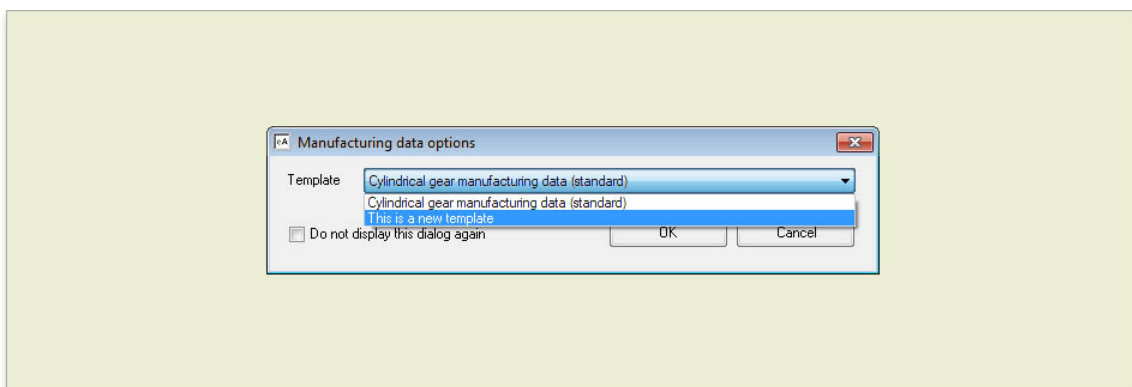 eA Manufacturing data options
Template Cylindrical gear manufacturing data (standard)
Cylindrical gear manufacturing data (standard)
This is a new template
Do not display this dialog again OK Cancel